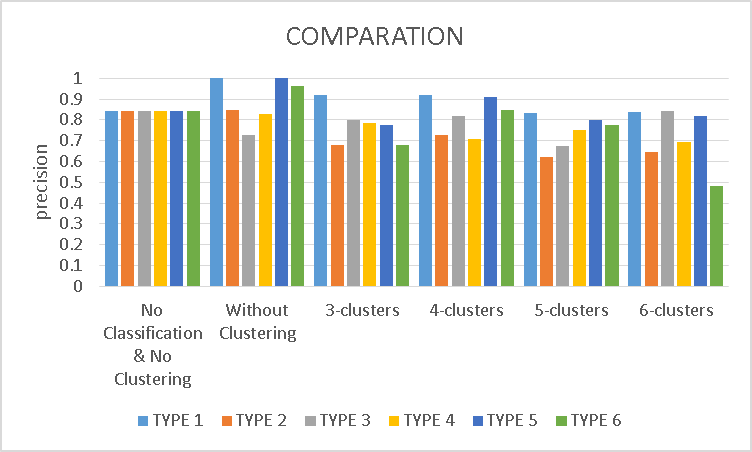 COMPARATION
precision
1
0.9
0.8
0.7
0.6
0.5
0.4
0.3
0.2
0.1
0
No
Classification
& No
Clustering
Without
Clustering
3-clusters
4-clusters
5-clusters
6-clusters
TYPE 1 TYPE 2 TYPE 3 TYPE 4 TYPE 5 TYPE 6